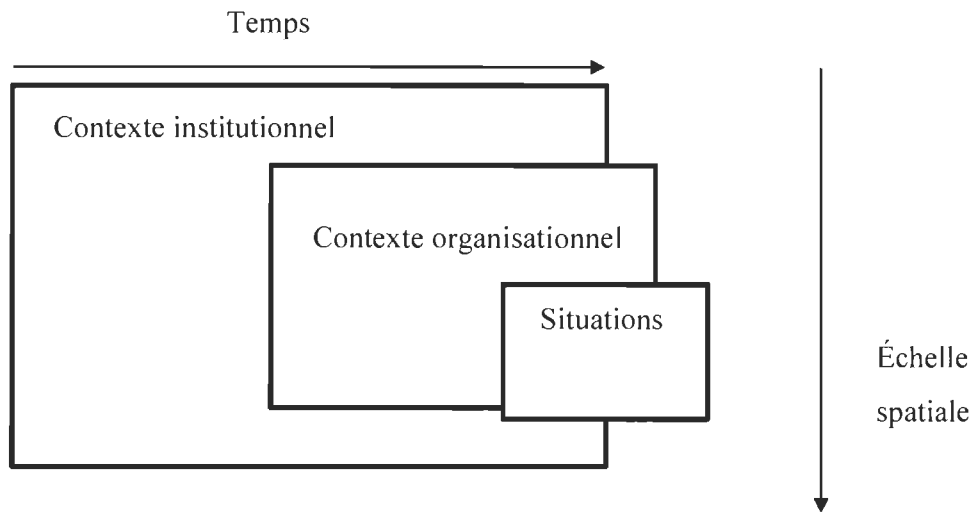 Temps
Contexte institutionnel
Contexte organisationnel
Situations
Échelle
spatiale